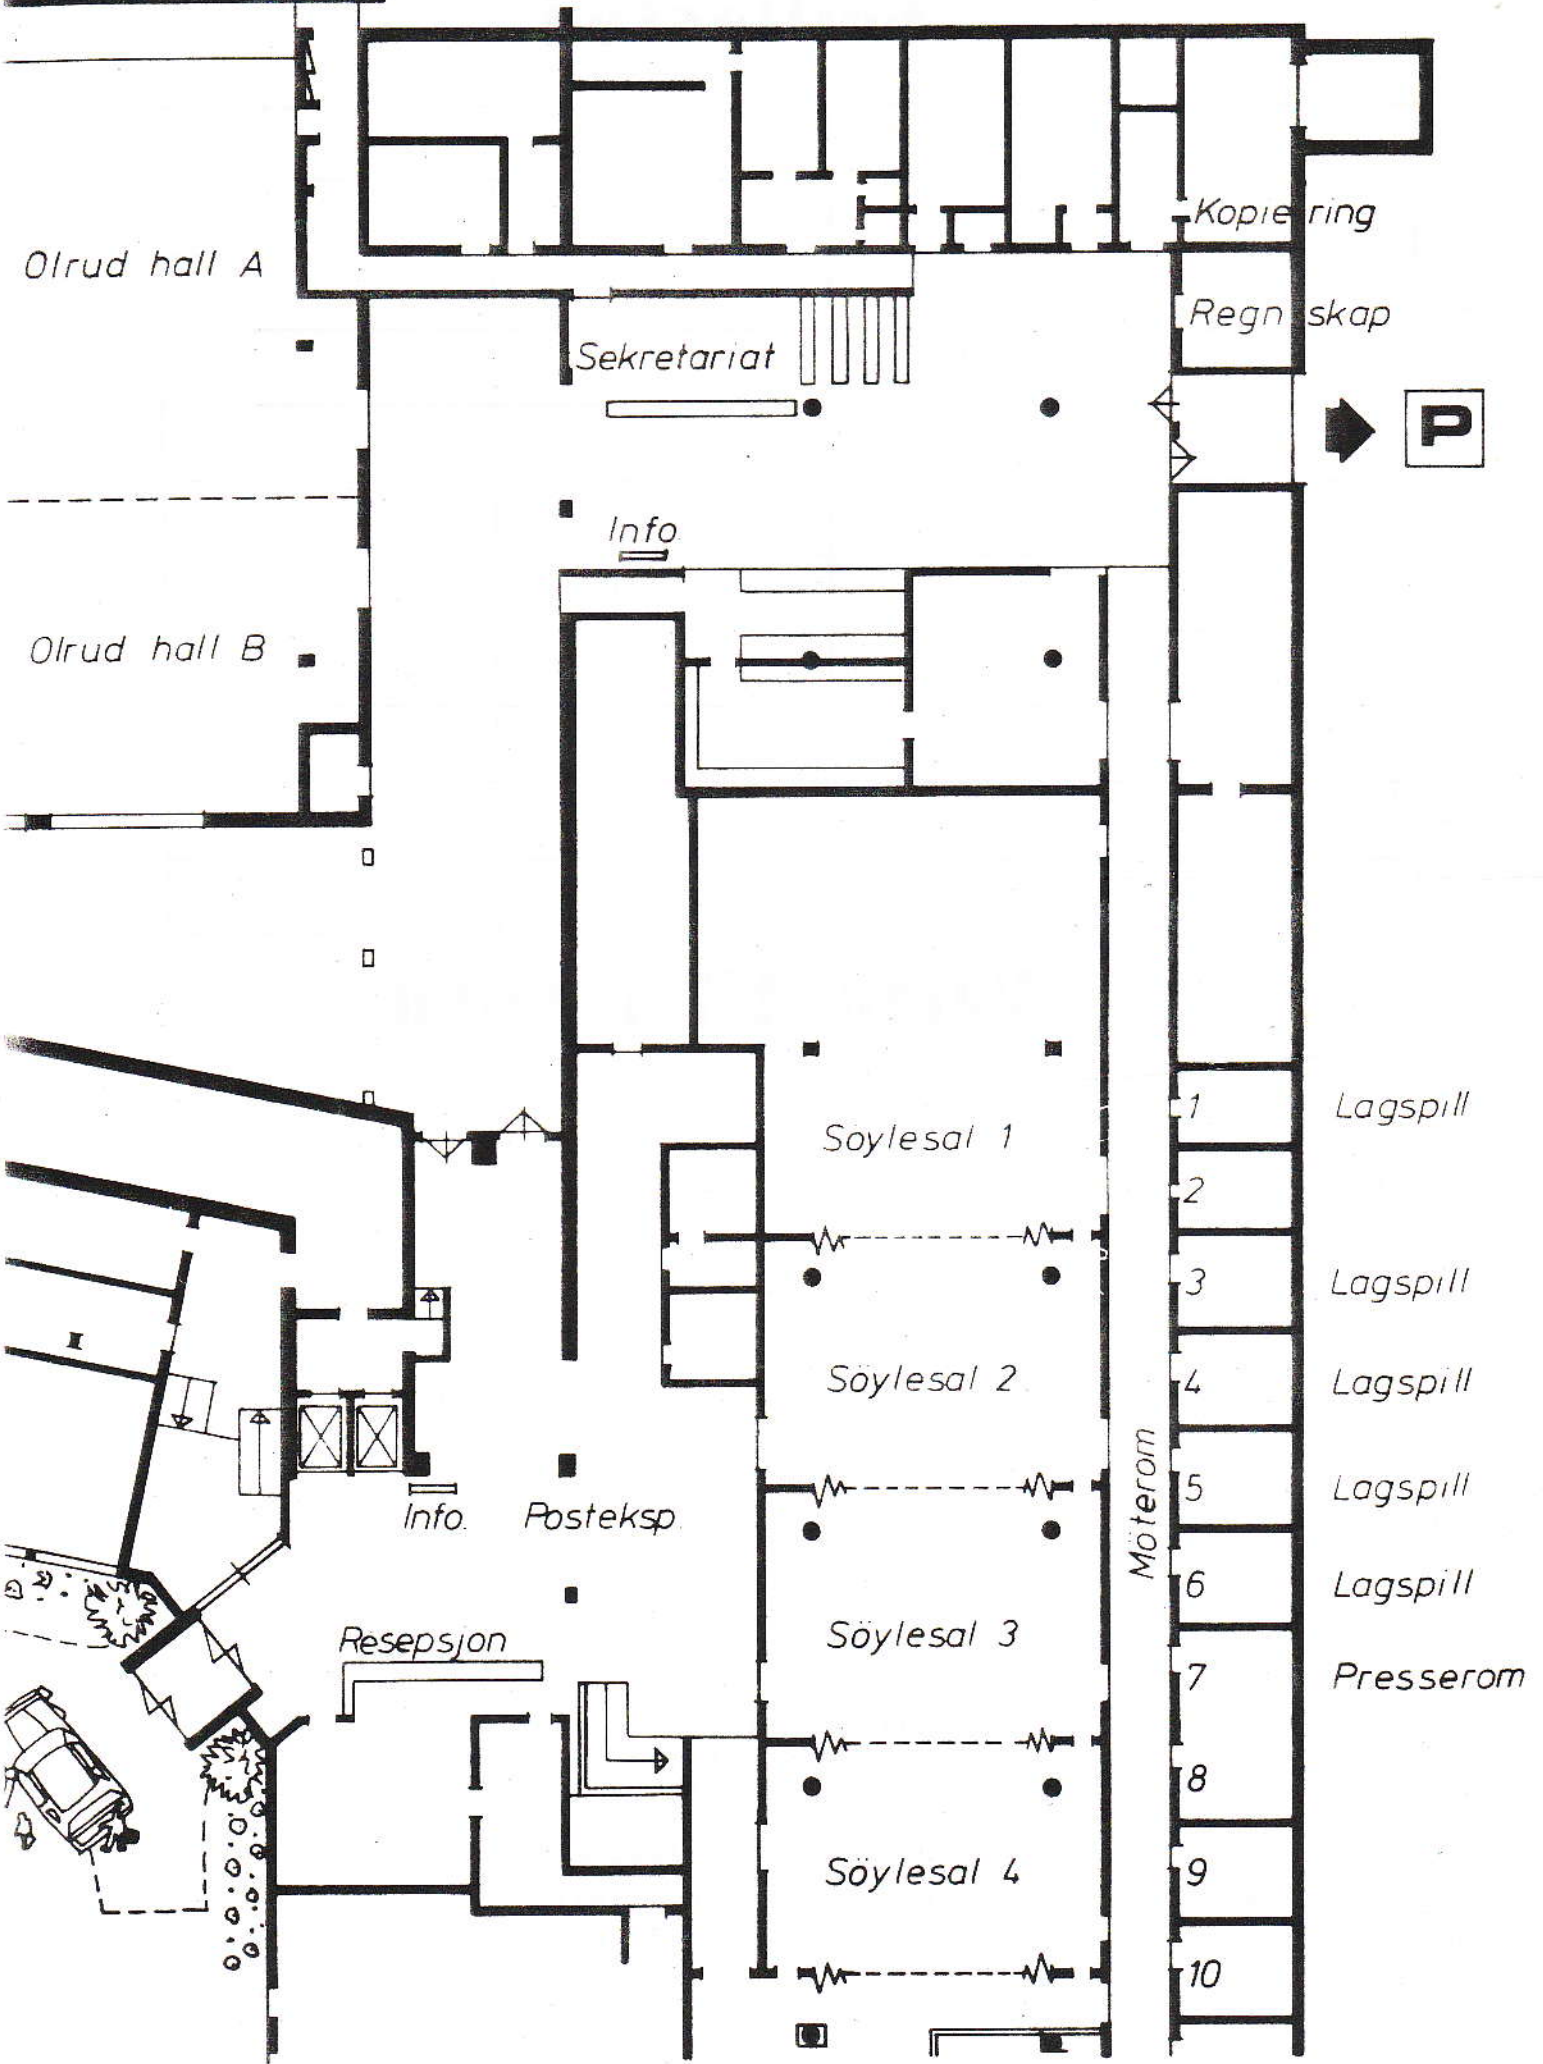 Kopiering
Olrud hall A
Regnskap
Sekretariat
P
Info
Olrud hall B
1 Lagspill
Söylesal 1
2
3 Lagspill
Söylesal 2
4 Lagspill
Möterom
5 Lagspill
Info.
Posteksp.
6 Lagspill
Söylesal 3
Resepsjon
7 Presserom
8
Söylesal 4
9
10